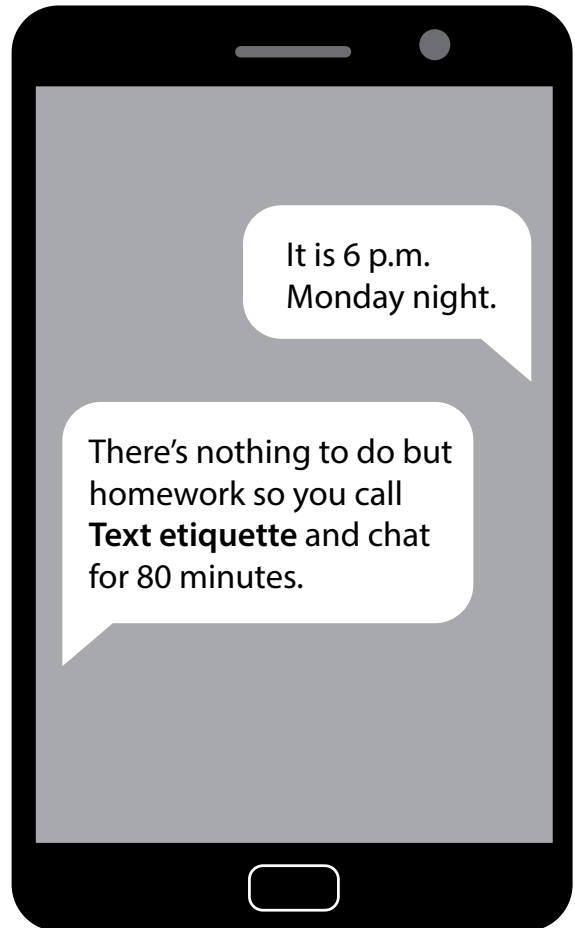 It is 6 p.m.
Monday night.
There’s nothing to do but
homework so you call
Text etiquette and chat
for 80 minutes.